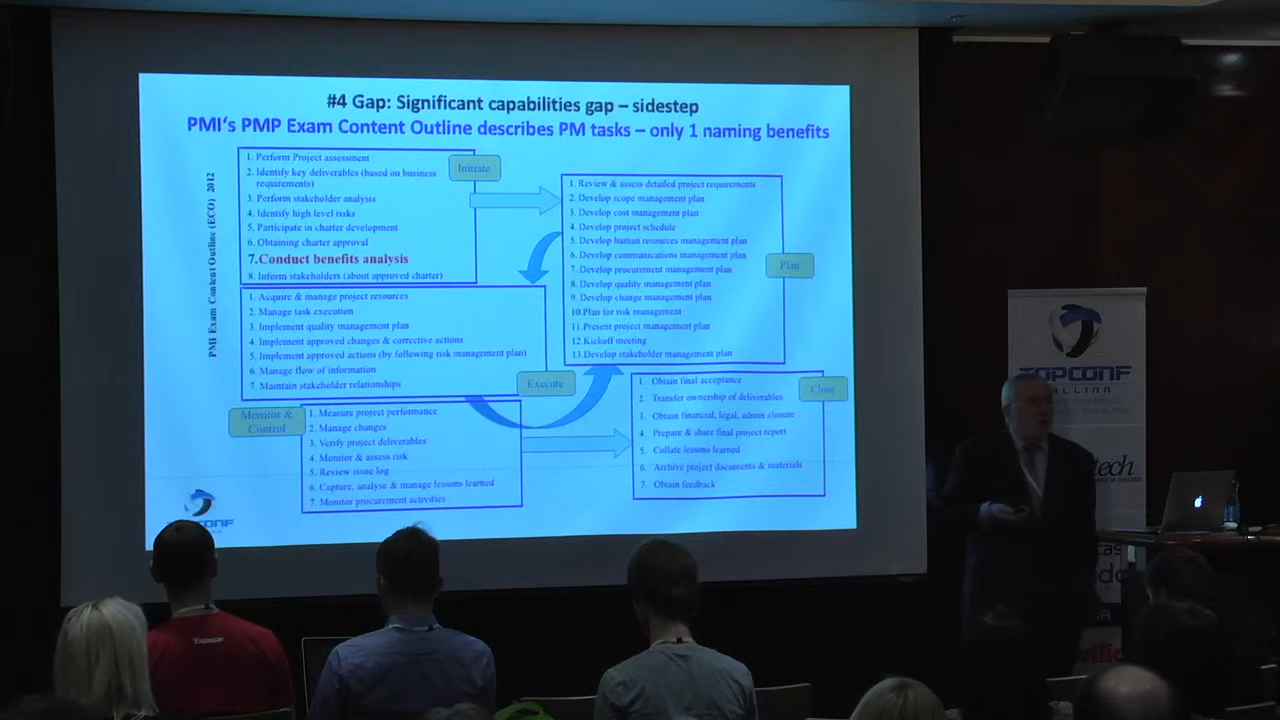 #4 Gap: Significant capabilities gap – sidestep
PMI's PMP Exam Content Outline describes PM tasks – only 1 naming benefits
PMI Exam Content Outline (ECO) 2012
1. Perform Project assessment
2. Identify key deliverables (based on business
requirements)
3. Perform stakeholder analysis
4. Identify high level risks
5. Participate in charter development
6. Obtaining charter approval
7.Conduct benefits analysis
8. Inform stakeholders (about approved charter)
Initiate
1. Review & assess detailed project requirements
2. Develop scope management plan
3. Develop cost management plan
4. Develop project schedule
5. Develop human resources management plan
6. Develop communications management plan
7. Develop procurement management plan
8. Develop quality management plan
9. Develop change management plan
10.Plan for risk management
11.Present project management plan
12.Kickoff meeting
13.Develop stakeholder management plan
Plan
1. Acquire & manage project resources
2. Manage task execution
3. Implement quality management plan
4. Implement approved changes & corrective actions
5. Implement approved actions (by following risk management plan)
6. Manage flow of information
7. Maintain stakeholder relationships
Execute
Monitor &
Control
1. Measure project performance
2. Manage changes
3. Verify project deliverables
4. Monitor & assess risk
5. Review issue log
6. Capture, analyse & manage lessons learned
7. Monitor procurement activities
1. Obtain final acceptance
2. Transfer ownership of deliverables
3. Obtain financial, legal, admin closure
4. Prepare & share final project report
5. Collate lessons learned
6. Archive project documents & materials
7. Obtain feedback
Close
TOPCONF
TALLINN
tech